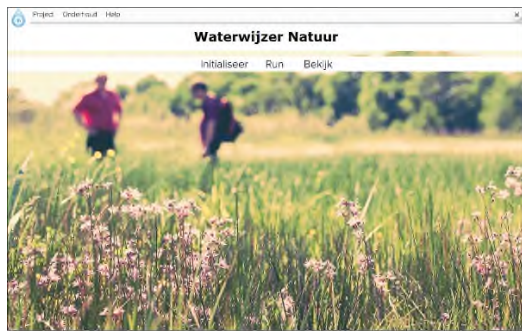 Project Onderhoud Help
Waterwijzer Natuur
Initialiseer Run Bekijk